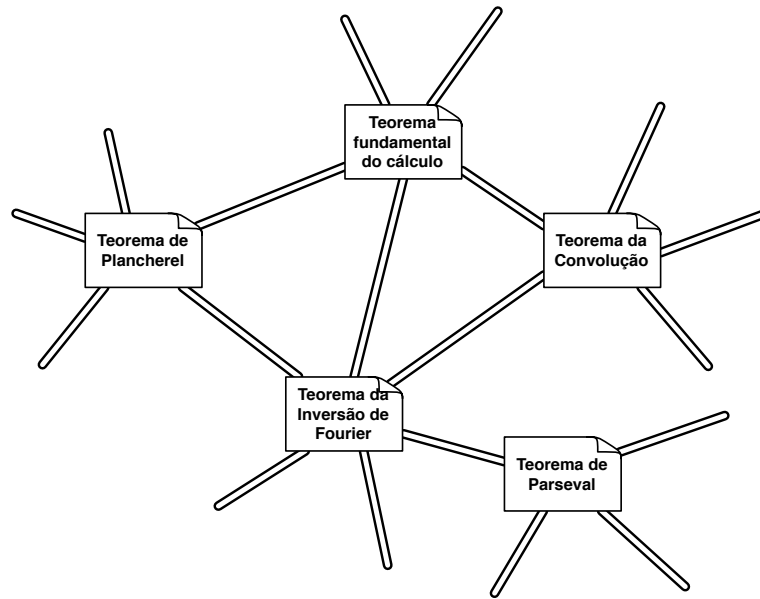 Teorema
fundamental
do cálculo
Teorema de
Plancherel
Teorema da
Convolução
Teorema da
Inversão de
Fourier
Teorema de
Parseval